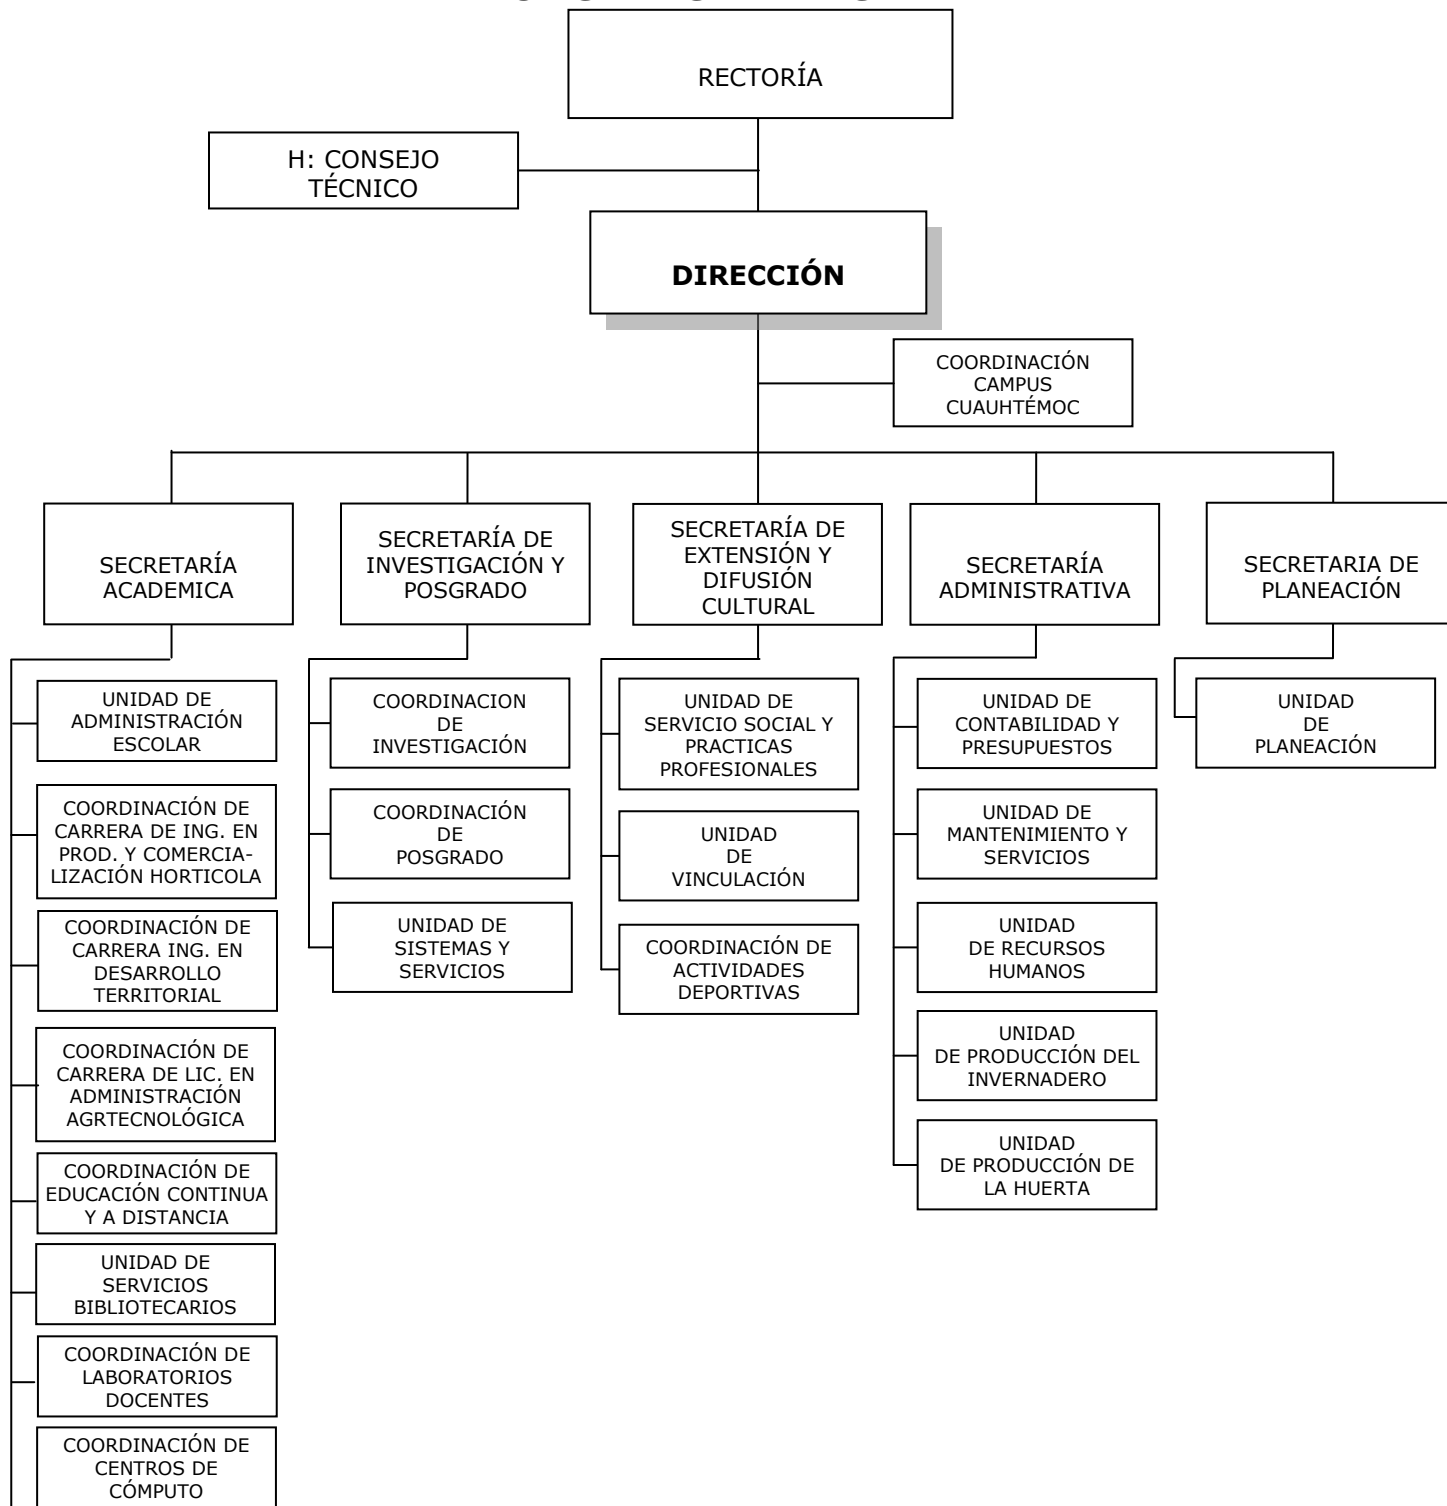 RECTORÍA
H: CONSEJO
TÉCNICO
DIRECCIÓN
COORDINACIÓN
CAMPUS
CUAUHTÉMOC
SECRETARÍA
ACADEMICA
SECRETARÍA DE
INVESTIGACIÓN Y
POSGRADO
SECRETARÍA DE
EXTENSIÓN Y
DIFUSIÓN
CULTURAL
SECRETARÍA
ADMINISTRATIVA
SECRETARIA DE
PLANEACIÓN
UNIDAD DE
ADMINISTRACIÓN
ESCOLAR
COORDINACIÓN DE
CARRERA DE ING. EN
PROD. Y COMERCIA-
LIZACIÓN HORTICOLA
COORDINACIÓN DE
CARRERA ING. EN
DESARROLLO
TERRITORIAL
COORDINACIÓN DE
CARRERA DE LIC. EN
ADMINISTRACIÓN
AGRTECNOLÓGICA
COORDINACIÓN DE
EDUCACIÓN CONTINUA
Y A DISTANCIA
UNIDAD DE
SERVICIOS
BIBLIOTECARIOS
COORDINACIÓN DE
LABORATORIOS
DOCENTES
COORDINACIÓN DE
CENTROS DE
CÓMPUTO
COORDINACION
DE
INVESTIGACIÓN
COORDINACIÓN
DE
POSGRADO
UNIDAD DE
SISTEMAS Y
SERVICIOS
UNIDAD DE
SERVICIO SOCIAL Y
PRACTICAS
PROFESIONALES
UNIDAD
DE
VINCULACIÓN
COORDINACIÓN DE
ACTIVIDADES
DEPORTIVAS
UNIDAD DE
CONTABILIDAD Y
PRESUPUESTOS
UNIDAD DE
MANTENIMIENTO Y
SERVICIOS
UNIDAD
DE RECURSOS
HUMANOS
UNIDAD
DE PRODUCCIÓN DEL
INVERNADERO
UNIDAD
DE PRODUCCIÓN DE
LA HUERTA
UNIDAD
DE
PLANEACIÓN